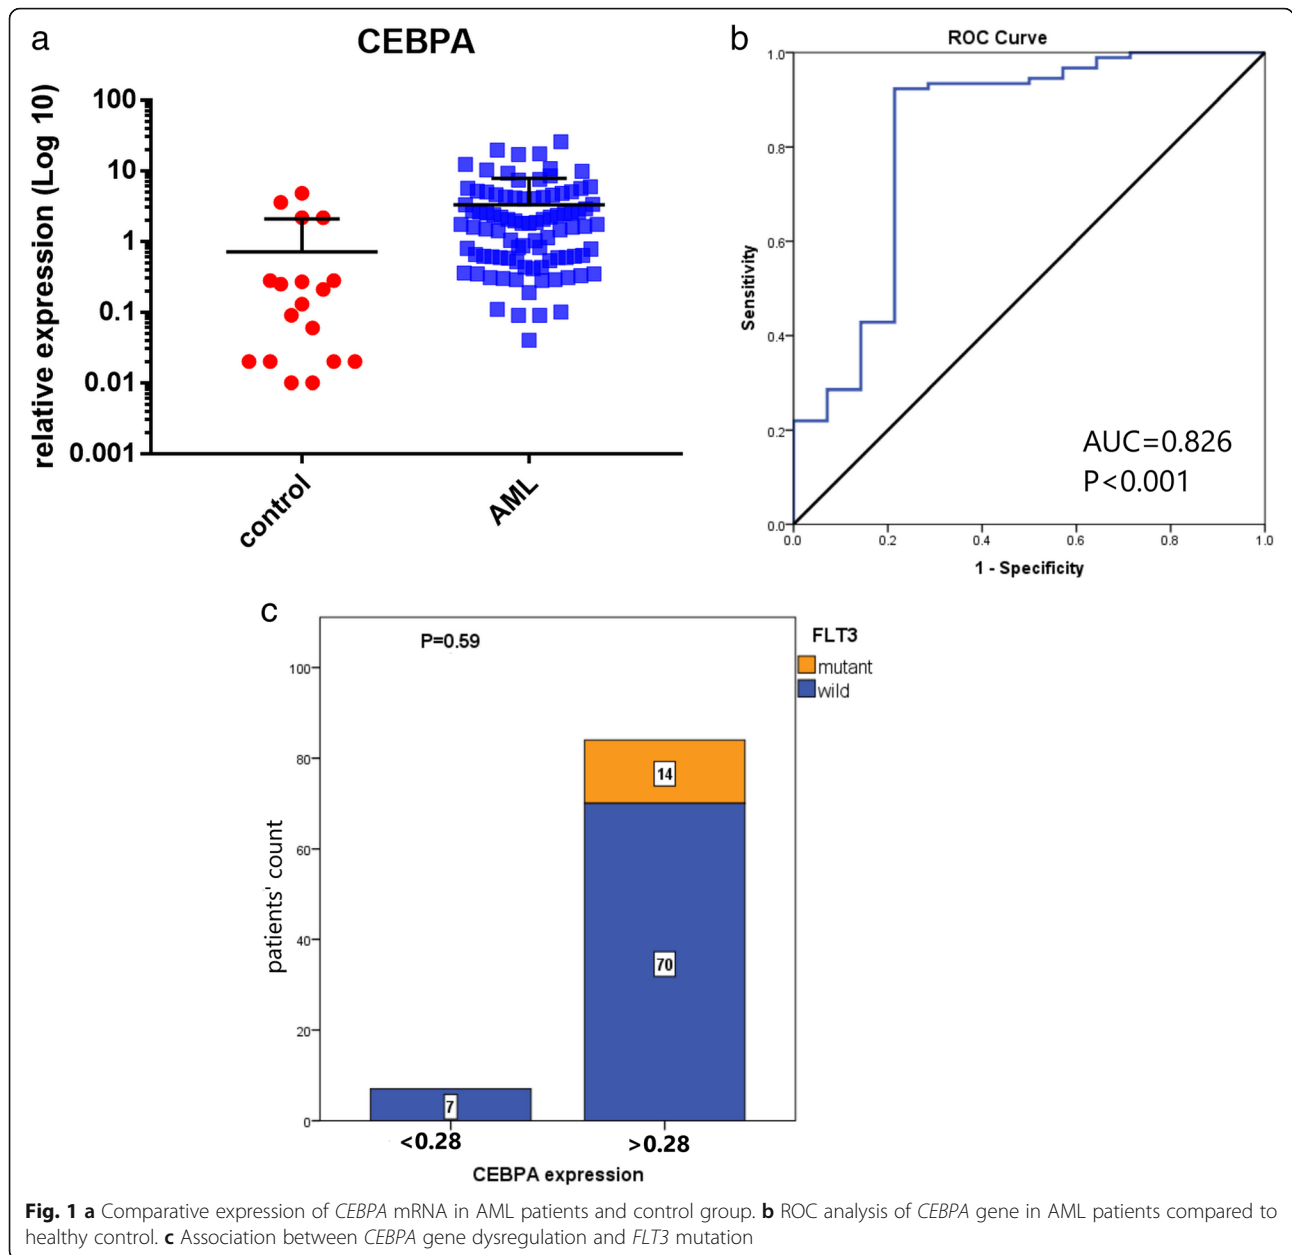 a
CEBPA
relative expression (Log 10)
100
10
1
0.1
0.01
0.001
control
AML
b
ROC Curve
Sensitivity
1.0
0.8
0.6
0.4
0.2
0.0
AUC=0.826
P<0.001
0.0 0.2 0.4 0.6 0.8 1.0
1 - Specificity
c
P=0.59
FLT3
mutant
wild
patients' count
100
80
60
40
20
0
14
70
7
<0.28 >0.28
CEBPA expression
Fig. 1 a Comparative expression of CEBPA mRNA in AML patients and control group. b ROC analysis of CEBPA gene in AML patients compared to
healthy control. c Association between CEBPA gene dysregulation and FLT3 mutation